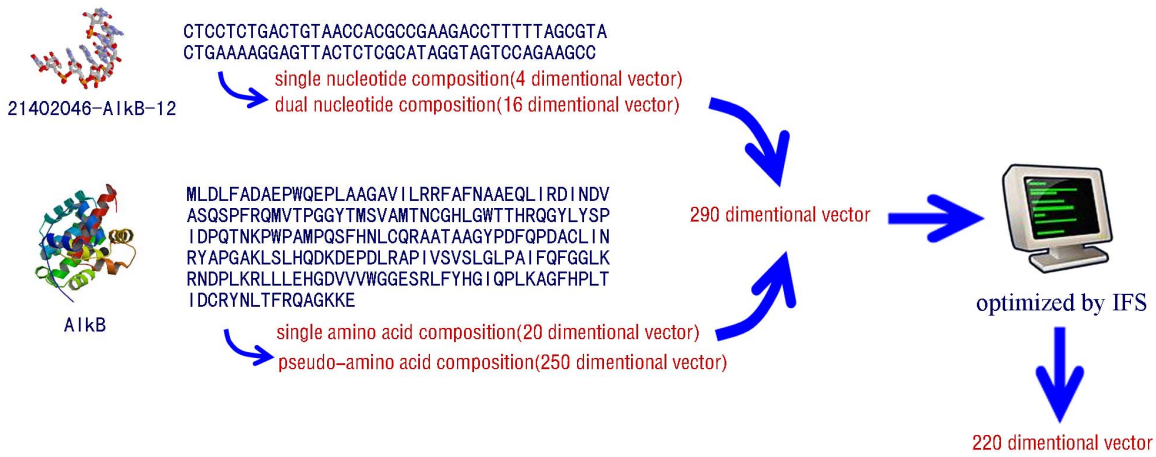 CTCCTCTGACTGTAACCACGCCGAAGACCTTTTTAGCGTA
CTGAAAAGGAGTTACTCTCGCATAGGTAGTCCAGAAGCC
single nucleotide composition(4 dimentional vector)
dual nucleotide composition(16 dimentional vector)
21402046-AlkB-12
MLDLFADAEPWQEPLAAGAVILRRFAFNAAEQLIRDINDV
ASQSPFRQMVTPGGYTMSVAMTNCGHLGWTTHRQGYLYSP
IDPQTNKPWPAMPQSFHNLCQRAATAAGYPDFQPDACLIN
RYAPGAKLSLHQDKDEPDLRAPIVSVSLGLPAIFQFGGLK
RNDPLKRLLLEHGDVVVWGGESRLFYHGIQPLKAGFHPLT
IDCRYNLTFRQAGKKE
AlkB
single amino acid composition(20 dimentional vector)
pseudo-amino acid composition(250 dimentional vector)
290 dimentional vector
optimized by IFS
220 dimentional vector